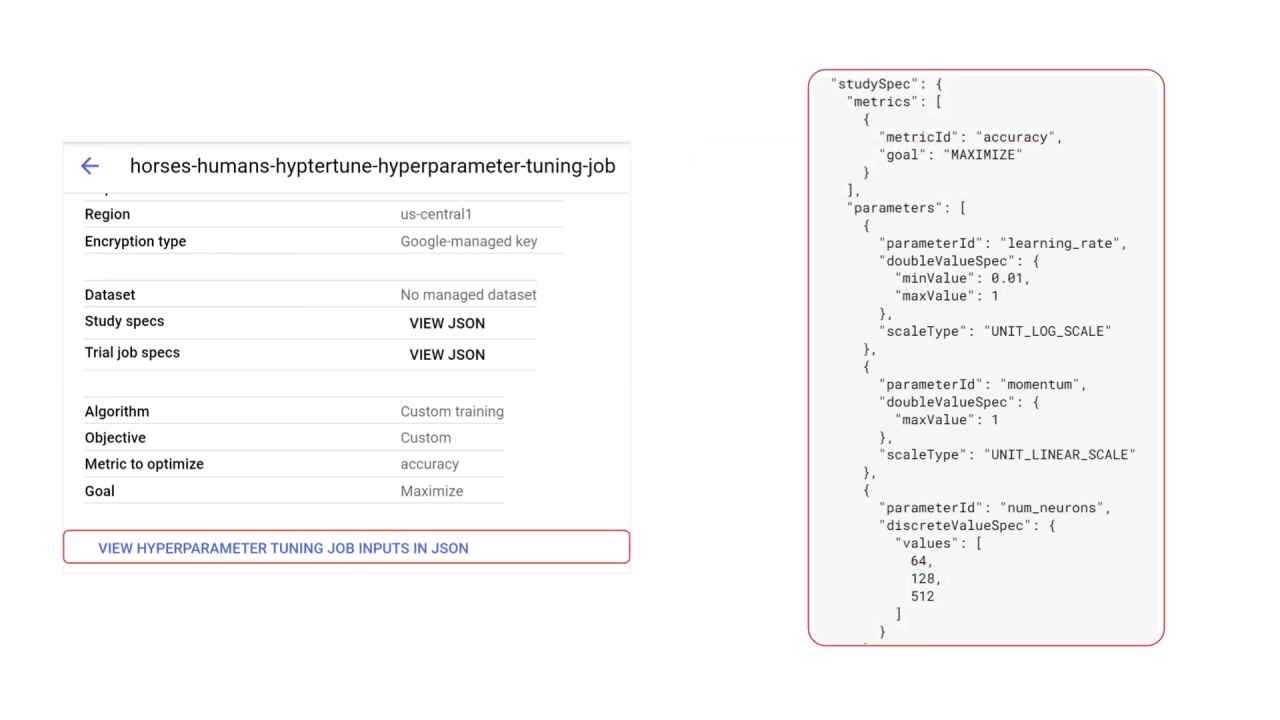 horses-humans-hyptertune-hyperparameter-tuning-job
Region us-central1
Encryption type Google-managed key
Dataset No managed dataset
Study specs VIEW JSON
Trial job specs VIEW JSON
Algorithm Custom training
Objective Custom
Metric to optimize accuracy
Goal Maximize
VIEW HYPERPARAMETER TUNING JOB INPUTS IN JSON
"studySpec": {
"metrics": [
{
"metricId": "accuracy",
"goal": "MAXIMIZE"
}
],
"parameters": [
{
"parameterId": "learning_rate",
"doubleValueSpec": {
"minValue": 0.01,
"maxValue": 1
},
"scaleType": "UNIT_LOG_SCALE"
},
{
"parameterId": "momentum",
"doubleValueSpec": {
"maxValue": 1
},
"scaleType": "UNIT_LINEAR_SCALE"
},
{
"parameterId": "num_neurons",
"discreteValueSpec": {
"values": [
64,
128,
512
]
}